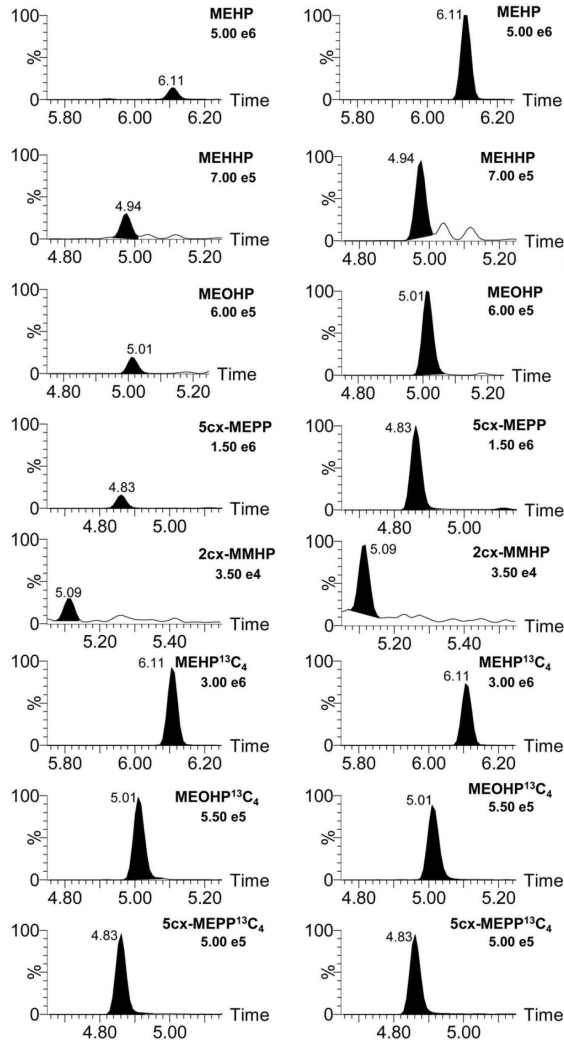 100 MEHP
5.00 e6
%
6.11
0 Time
5.80 6.00 6.20
100 MEHP
6.11 5.00 e6
%
0 Time
5.80 6.00 6.20
100 MEHHP
7.00 e5
4.94
%
0 Time
4.80 5.00 5.20
100 MEHHP
4.94 7.00 e5
%
0 Time
4.80 5.00 5.20
100 MEOHP
6.00 e5
%
5.01
0 Time
4.80 5.00 5.20
100 MEOHP
5.01 6.00 e5
%
0 Time
4.80 5.00 5.20
100 5cx-MEPP
1.50 e6
%
4.83
0 Time
4.80 5.00
100 5cx-MEPP
4.83 1.50 e6
%
0 Time
4.80 5.00
100 2cx-MMHP
3.50 e4
%
5.09
0 Time
5.20 5.40
100 2cx-MMHP
5.09 3.50 e4
%
0 Time
5.20 5.40
100 MEHP¹³C₄
6.11 3.00 e6
%
0 Time
5.80 6.00 6.20
100 MEHP¹³C₄
6.11 3.00 e6
%
0 Time
5.80 6.00 6.20
100 MEOHP¹³C₄
5.01 5.50 e5
%
0 Time
4.80 5.00 5.20
100 MEOHP¹³C₄
5.01 5.50 e5
%
0 Time
4.80 5.00 5.20
100 5cx-MEPP¹³C₄
4.83 5.00 e5
%
0 Time
4.80 5.00
100 5cx-MEPP¹³C₄
4.83 5.00 e5
%
0 Time
4.80 5.00